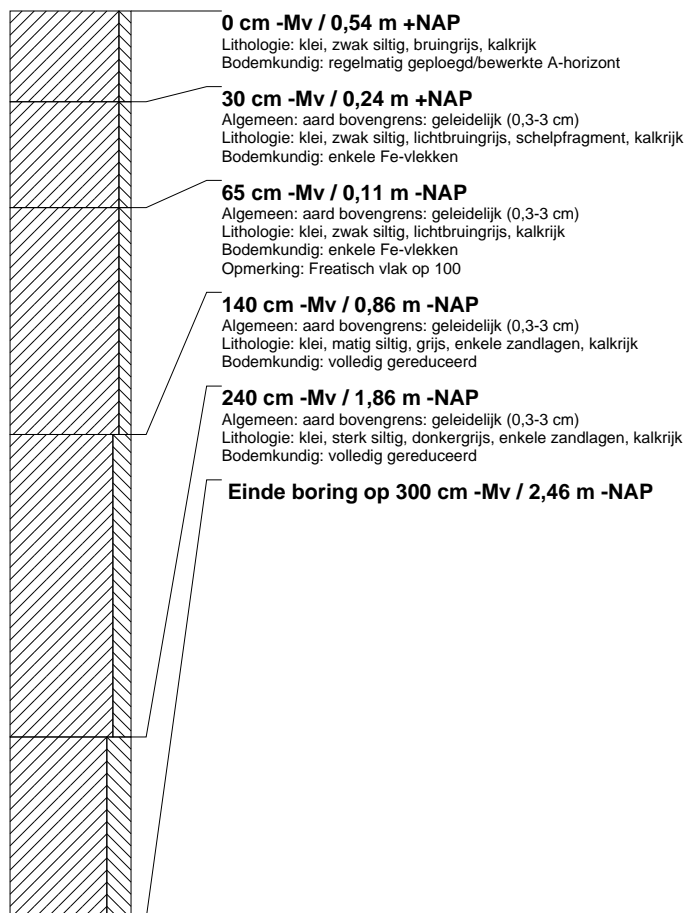 0 cm -Mv / 0,54 m +NAP
Lithologie: klei, zwak siltig, bruingrijs, kalkrijk
Bodemkundig: regelmatig geploegd/bewerkte A-horizont
30 cm -Mv / 0,24 m +NAP
Algemeen: aard bovengrens: geleidelijk (0,3-3 cm)
Lithologie: klei, zwak siltig, lichtbruingrijs, schelpfragment, kalkrijk
Bodemkundig: enkele Fe-vlekken
65 cm -Mv / 0,11 m -NAP
Algemeen: aard bovengrens: geleidelijk (0,3-3 cm)
Lithologie: klei, zwak siltig, lichtbruingrijs, kalkrijk
Bodemkundig: enkele Fe-vlekken
Opmerking: Freatisch vlak op 100
140 cm -Mv / 0,86 m -NAP
Algemeen: aard bovengrens: geleidelijk (0,3-3 cm)
Lithologie: klei, matig siltig, grijs, enkele zandlagen, kalkrijk
Bodemkundig: volledig gereduceerd
240 cm -Mv / 1,86 m -NAP
Algemeen: aard bovengrens: geleidelijk (0,3-3 cm)
Lithologie: klei, sterk siltig, donkergrijs, enkele zandlagen, kalkrijk
Bodemkundig: volledig gereduceerd
Einde boring op 300 cm -Mv / 2,46 m -NAP